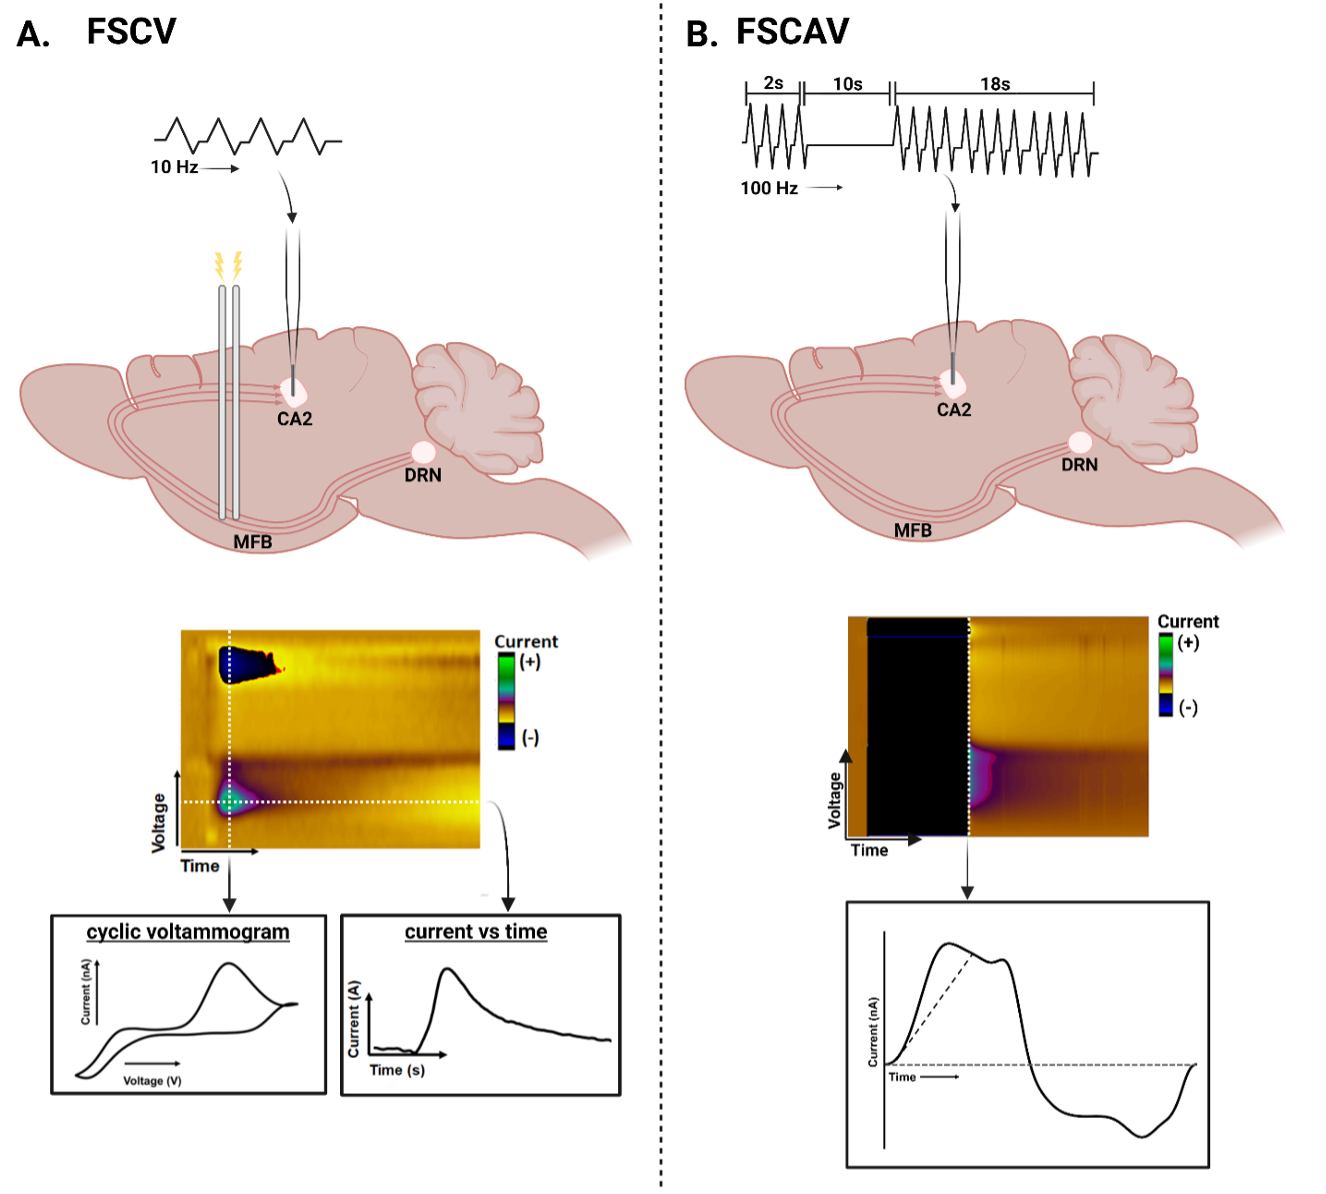 A. FSCV
10 Hz
CA2
DRN
MFB
Current
(+)
(-)
Voltage
Time
cyclic voltammogram
Current (nA)
Voltage (V)
current vs time
Current (A)
Time (s)
B. FSCAV
2s 10s 18s
100 Hz
CA2
DRN
MFB
Current
(+)
(-)
Voltage
Time
Current (nA)
Time